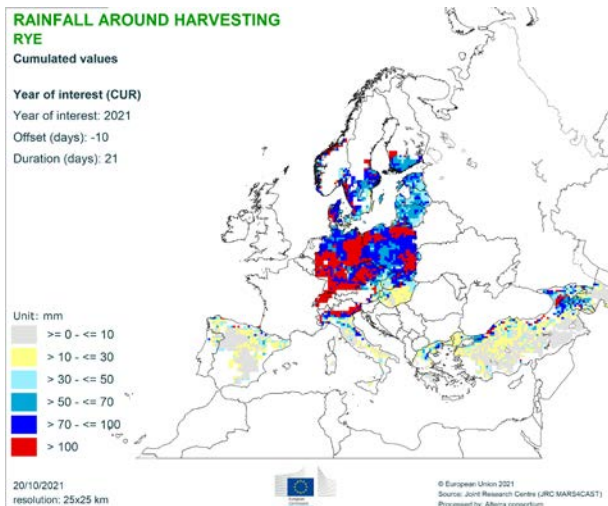 RAINFALL AROUND HARVESTING
RYE
Cumulated values
Year of interest (CUR)
Year of interest: 2021
Offset (days): -10
Duration (days): 21
Unit: mm
>= 0 - <= 10
> 10 - <= 30
> 30 - <= 50
> 50 - <= 70
> 70 - <= 100
> 100
20/10/2021
resolution: 25x25 km
© European Union 2021
Source: Joint Research Centre (JRC MARS4CAST)
Processed by: Alterra consortium